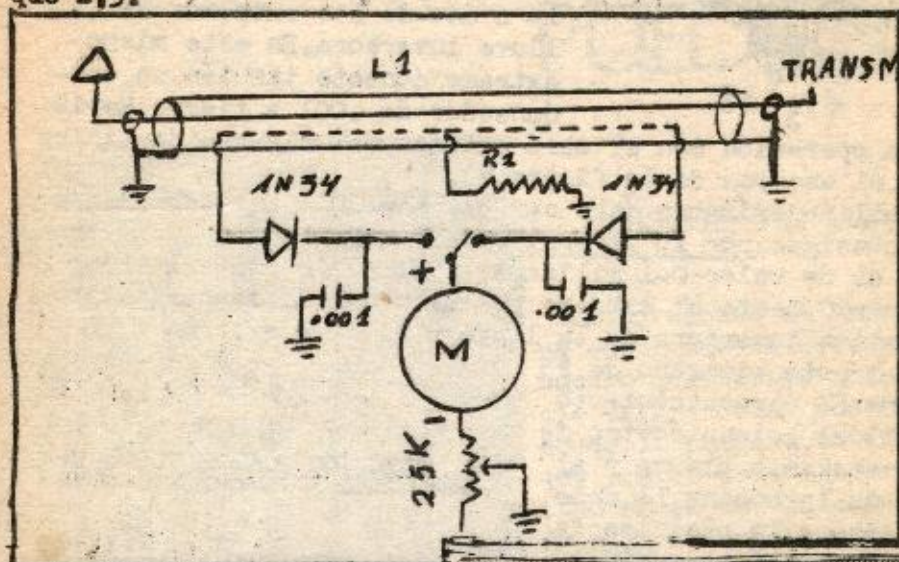 L1
TRANSM
R1
1N34
1N34
+
.001
.001
M
-
25K